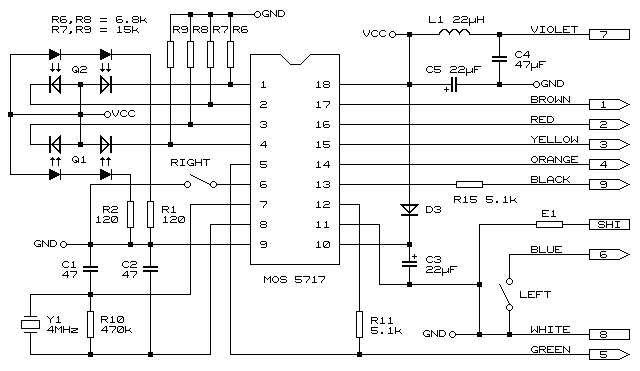 R6,R8 = 6.8k
R7,R9 = 15k
GND
L1 22µH
VIOLET 7
VCC
R9 R8 R7 R6
C4
47µF
Q2
C5 22µF
+
GND
1 18
2 17
BROWN 1
VCC
3 16
RED 2
4 15
YELLOW 3
Q1
RIGHT
5 14
ORANGE 4
6 13
BLACK 9
R15 5.1k
R2
120
R1
120
7 12
D3
E1
SHI
8 11
GND
9 10
BLUE 6
C1
47
C2
47
+
C3
22µF
MOS 5717
LEFT
Y1
4MHz
R10
470k
R11
5.1k
GND
WHITE 8
GREEN 5